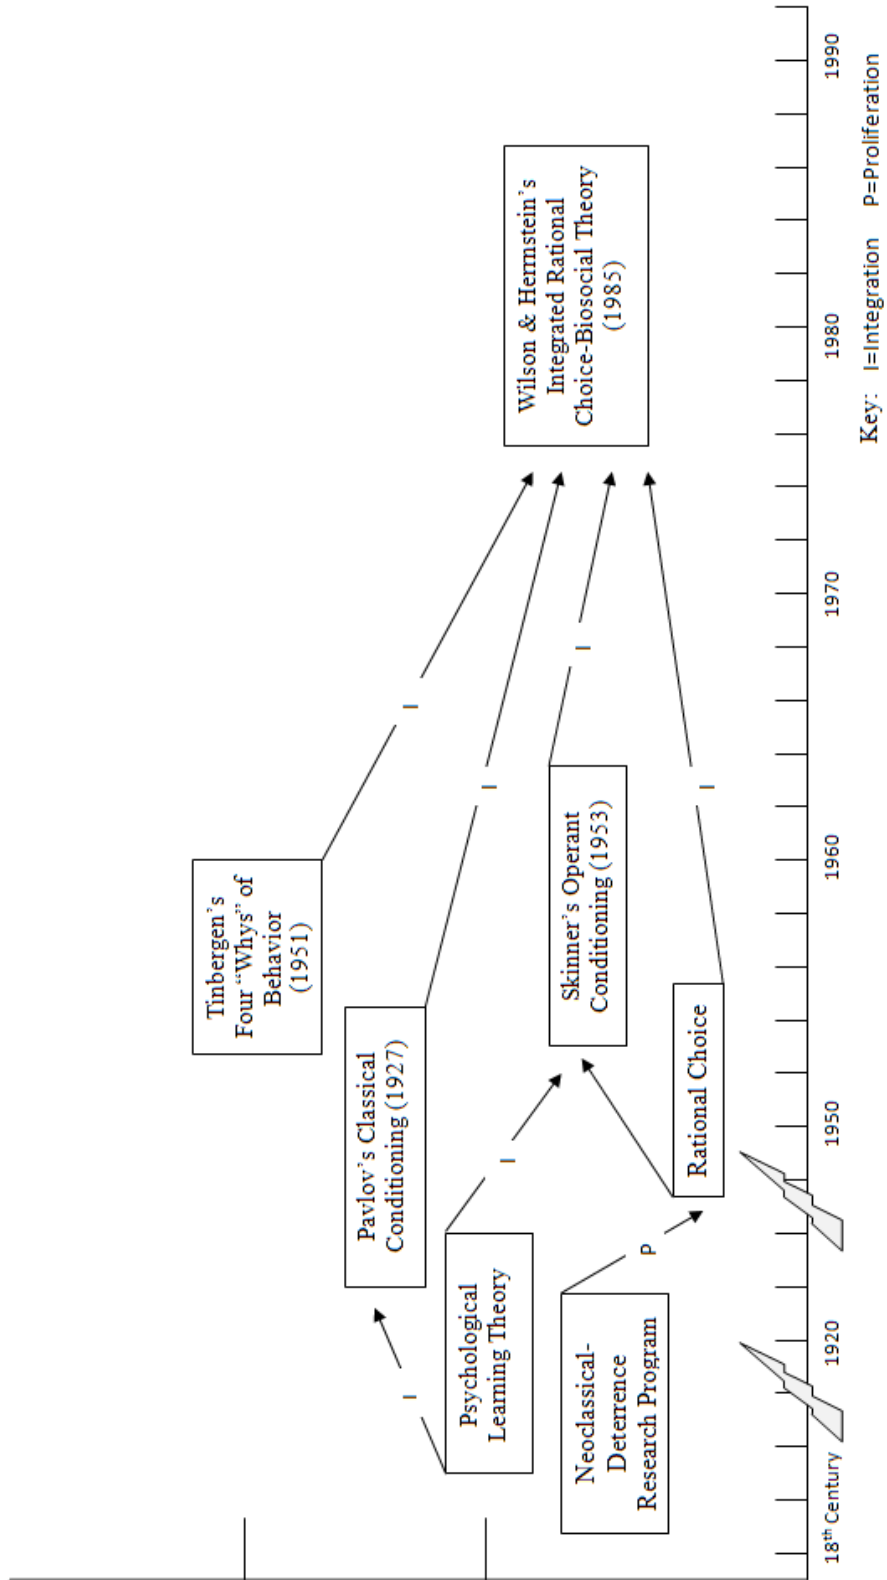 Tinbergen's
Four “Whys” of
Behavior
(1951)
Pavlov's Classical
Conditioning (1927)
I
I
I
Psychological
Learning Theory
I
Wilson & Herrnstein's
Integrated Rational
Choice-Biosocial Theory
(1985)
Skinner's Operant
Conditioning (1953)
I
Neoclassical-
Deterrence
Research Program
P
Rational Choice
I
18th Century 1920 1950 1960 1970 1980 1990
Key: I=Integration P=Proliferation